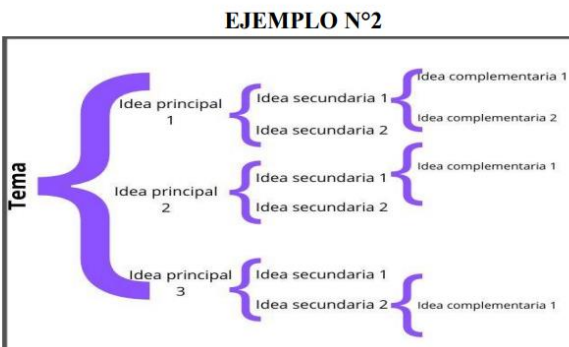 EJEMPLO N°2
Tema
Idea principal
1
Idea secundaria 1
Idea complementaria 1
Idea complementaria 2
Idea secundaria 2
Idea principal
2
Idea secundaria 1
Idea complementaria 1
Idea secundaria 2
Idea principal
3
Idea secundaria 1
Idea secundaria 2
Idea complementaria 1